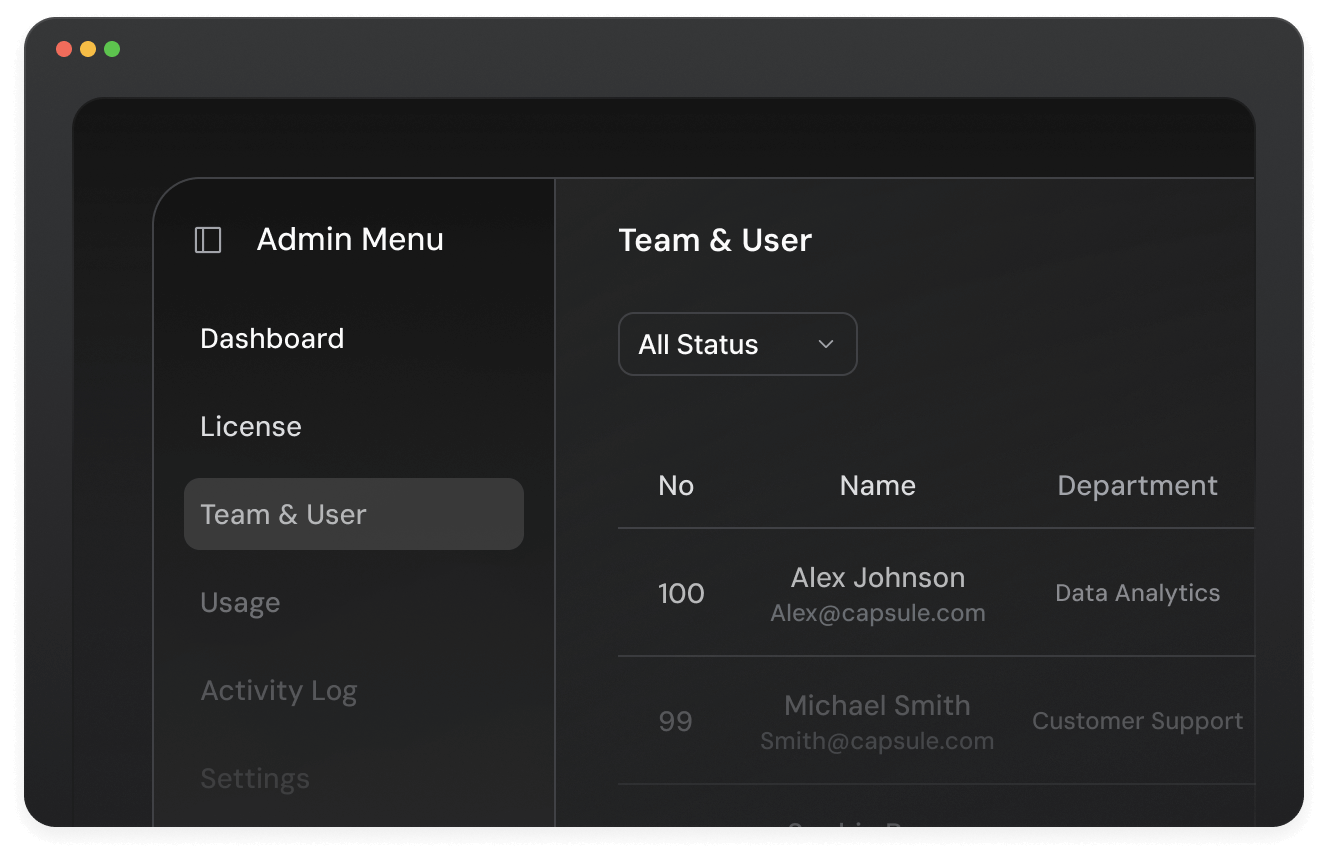 Admin Menu
Dashboard
License
Team & User
Usage
Activity Log
Settings
Team & User
All Status
No Name Department
100 Alex Johnson Data Analytics
Alex@capsule.com
99 Michael Smith Customer Support
Smith@capsule.com